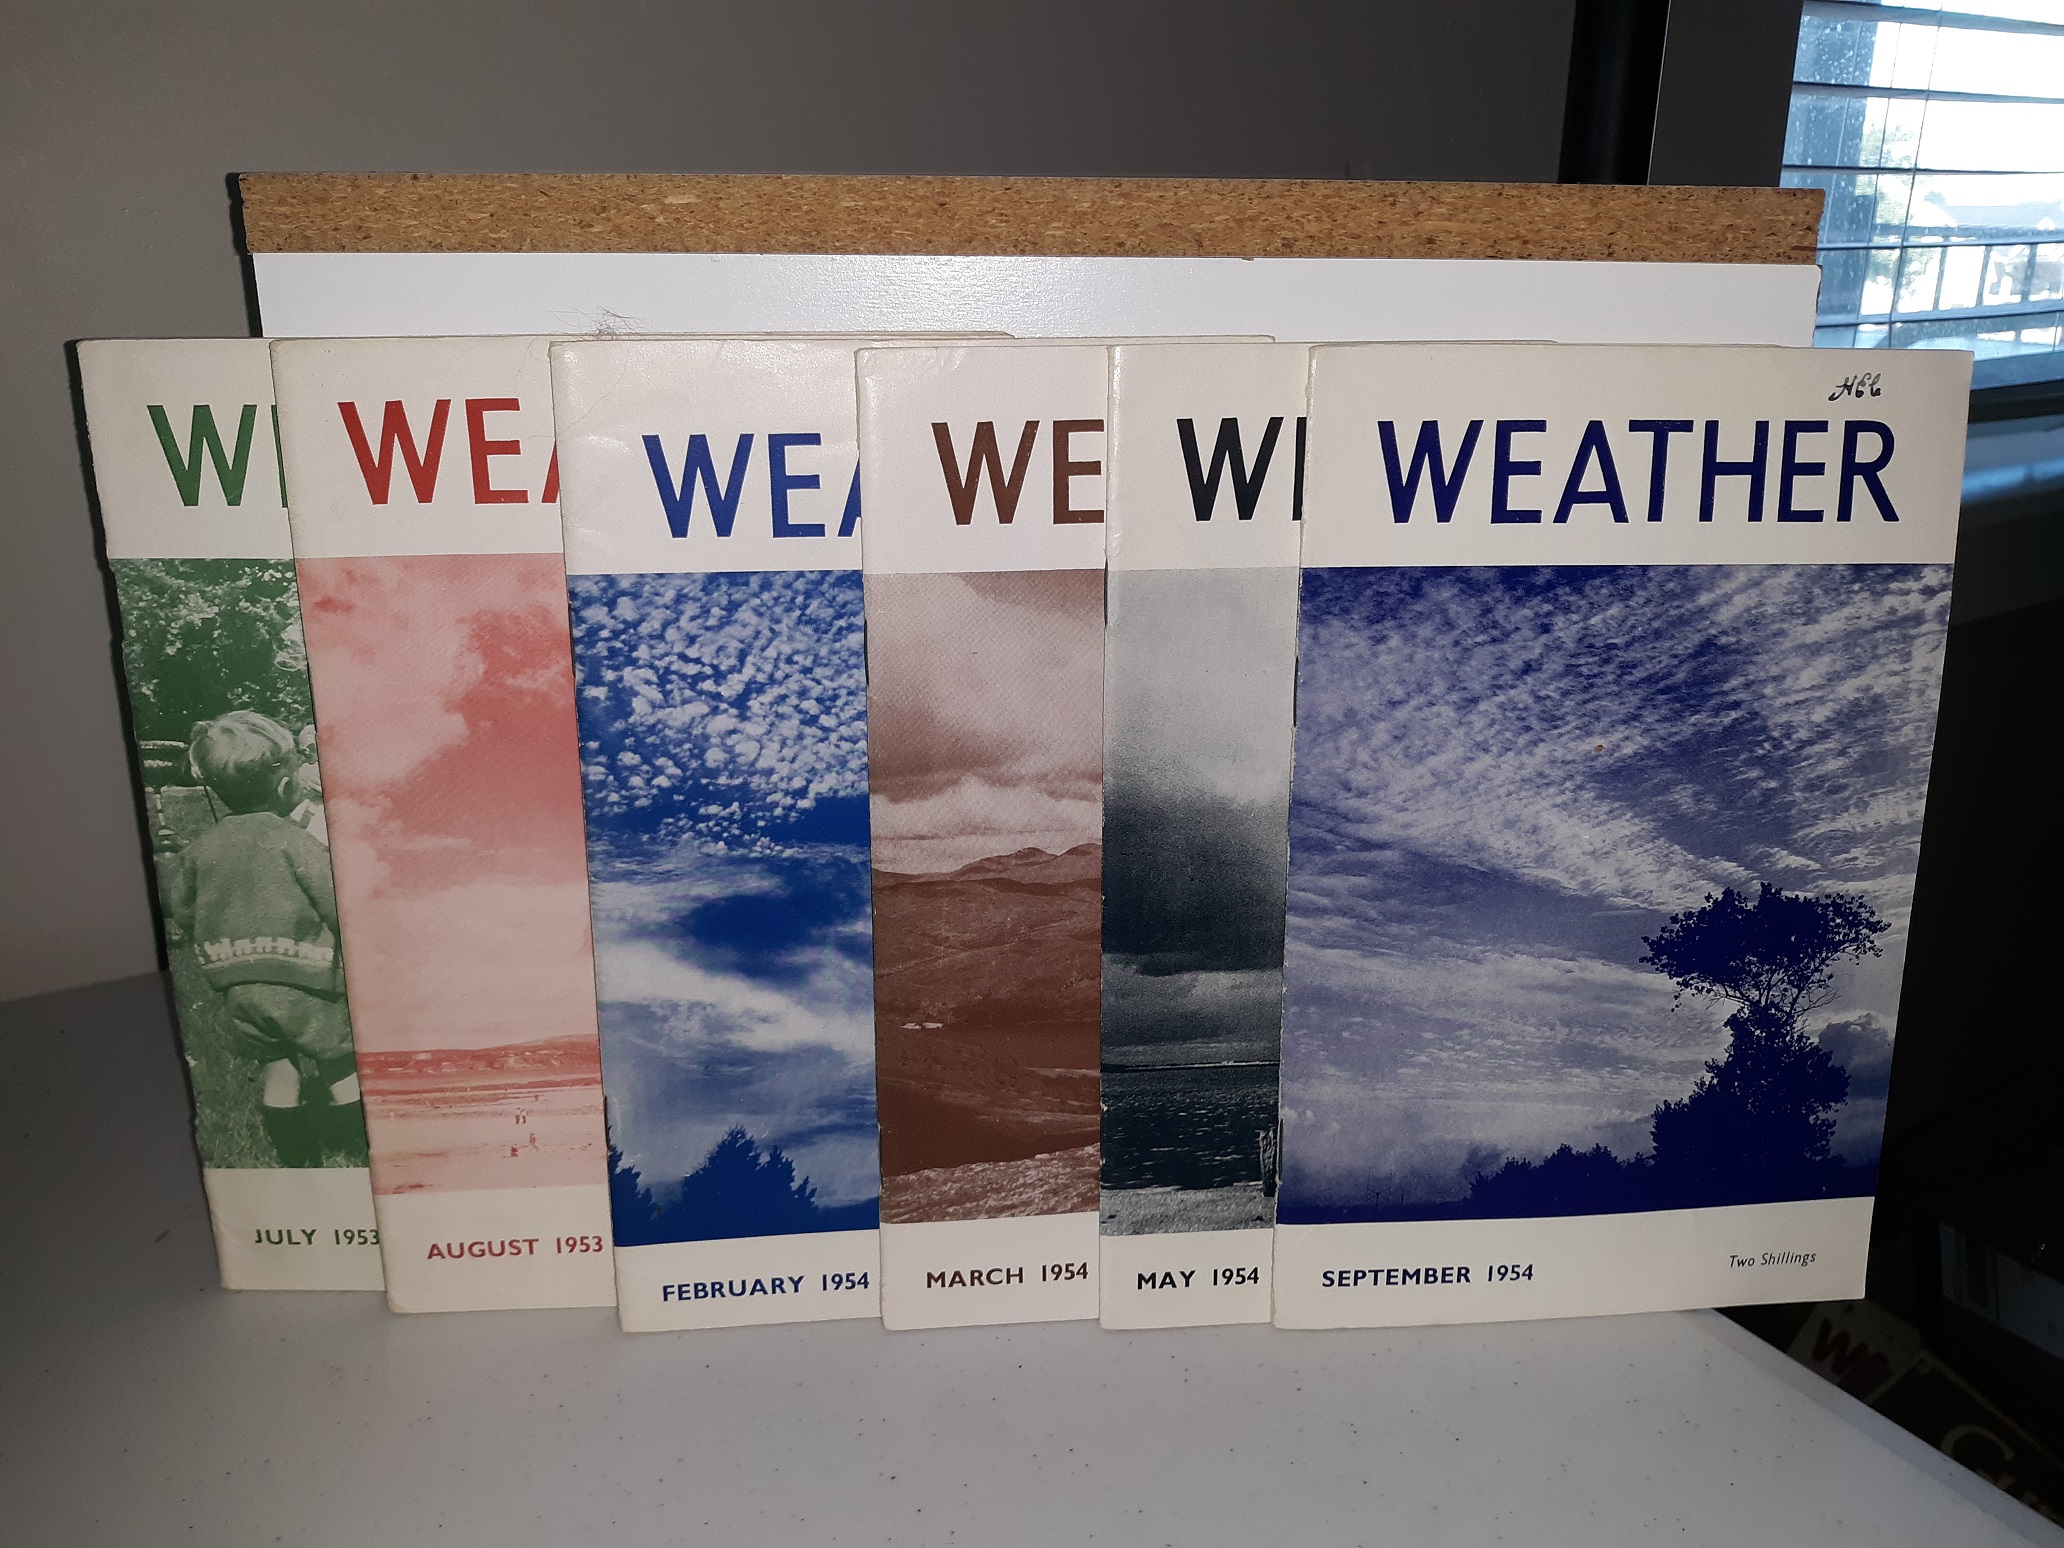 WE
JULY 1953
WEA
AUGUST 1953
WEA
FEBRUARY 1954
WE
MARCH 1954
WE
MAY 1954
WEATHER
SEPTEMBER 1954
Two Shillings